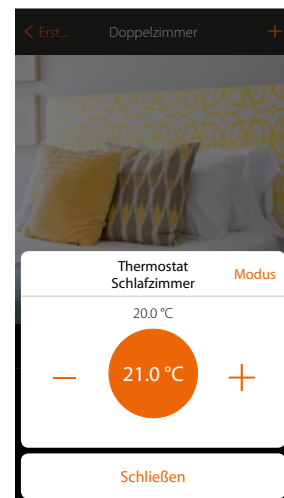 < Erst... Doppelzimmer +
Thermostat
Schlafzimmer
Modus
20.0 °C
— 21.0 °C +
Schließen